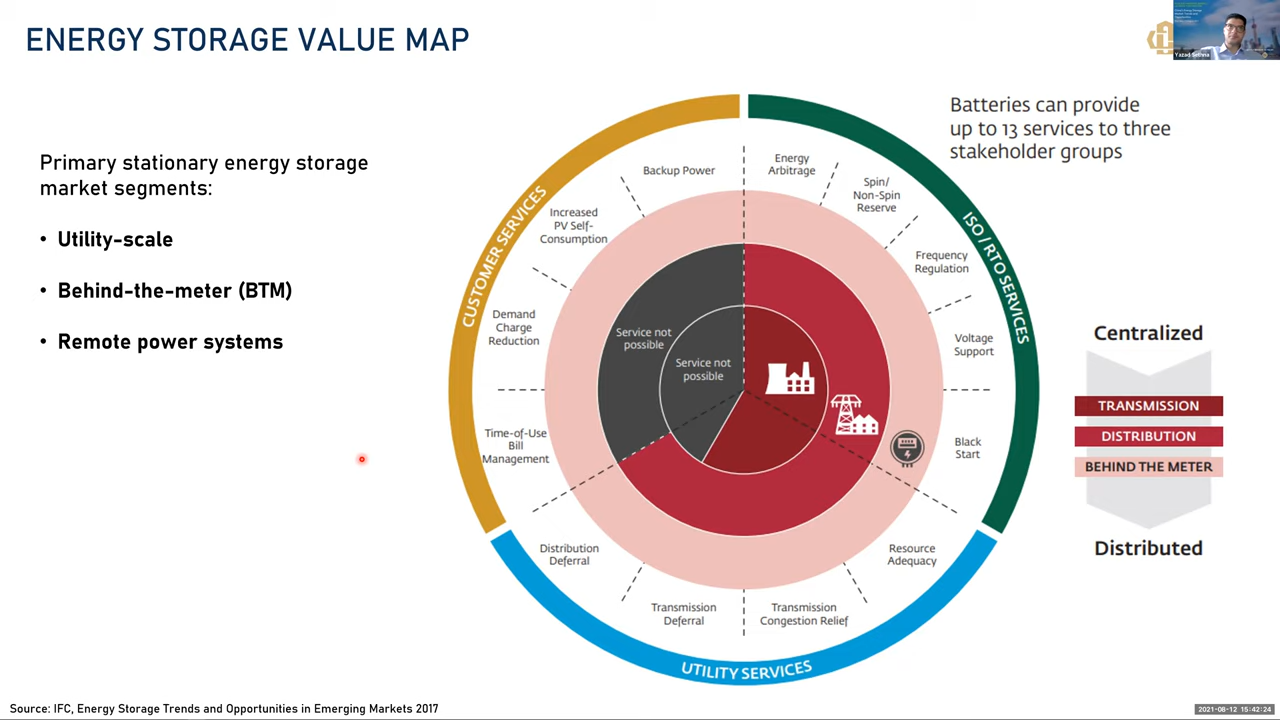 ENERGY STORAGE VALUE MAP
Yazad Sethna
Primary stationary energy storage
market segments:
• Utility-scale
• Behind-the-meter (BTM)
• Remote power systems
Batteries can provide
up to 13 services to three
stakeholder groups
CUSTOMER SERVICES
ISO / RTO SERVICES
UTILITY SERVICES
Backup Power
Increased
PV Self-
Consumption
Demand
Charge
Reduction
Time-of-Use
Bill
Management
Energy
Arbitrage
Spin/
Non-Spin
Reserve
Frequency
Regulation
Voltage
Support
Black
Start
Resource
Adequacy
Transmission
Congestion Relief
Transmission
Deferral
Distribution
Deferral
Service not
possible
Service not
possible
Centralized
TRANSMISSION
DISTRIBUTION
BEHIND THE METER
Distributed
Source: IFC, Energy Storage Trends and Opportunities in Emerging Markets 2017
2021-08-12 15:42:24